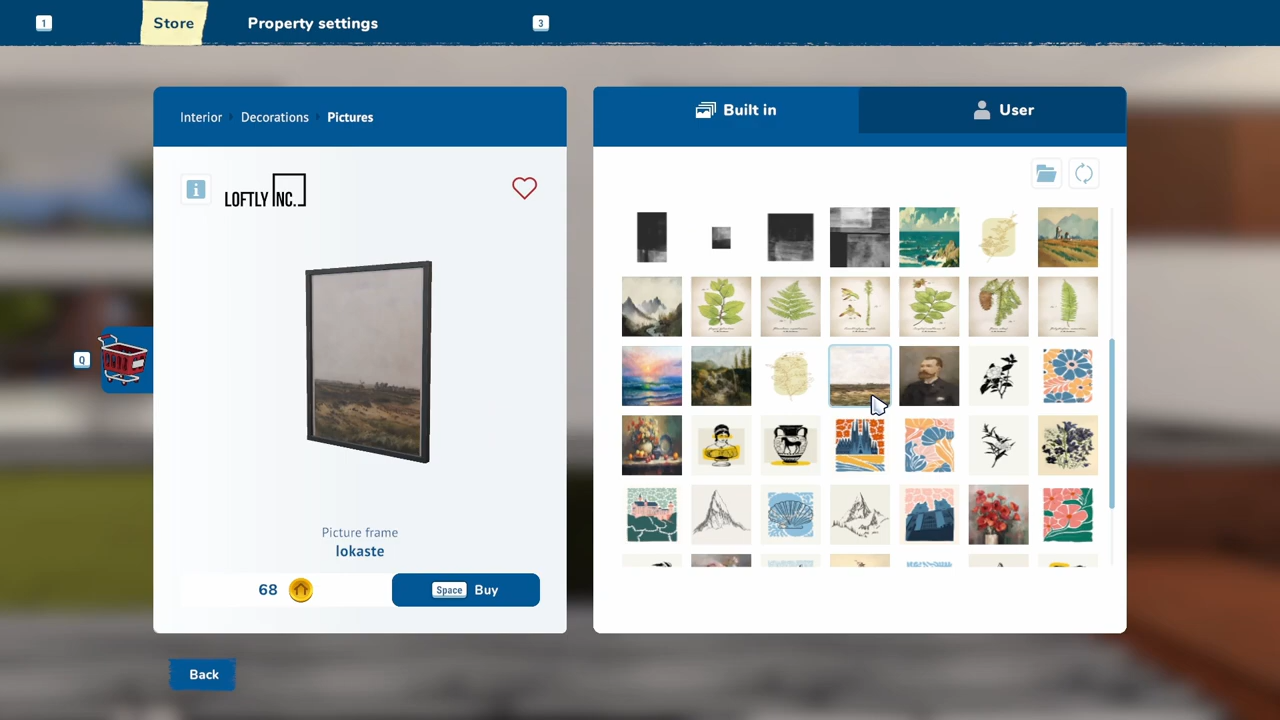 1
Store
Property settings
3
Interior
Decorations
Pictures
Built in
User
i
LOFTLY INC.
Q
Picture frame
Iokaste
68
Space
Buy
Back